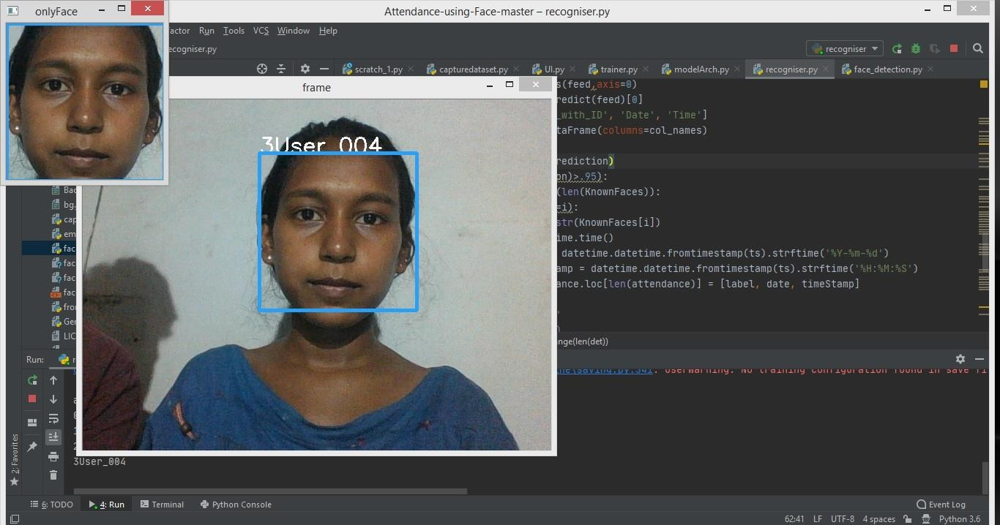 onlyFace
Attendance-using-Face-master – recogniser.py
actor Run Tools VCS Window Help
ecogniser.py
recogniser
scratch_1.py capturedataset.py UI.py trainer.py modelArch.py recogniser.py face_detection.py
frame
s(feed,axis=0)
redict(feed)[0]
_with_ID', 'Date', 'Time']
taFrame(columns=col_names)
rediction)
on)>.95):
(len(KnownFaces)):
=i):
str(KnownFaces[i])
ime.time()
datetime.datetime.fromtimestamp(ts).strftime('%Y-%m-%d')
amp = datetime.datetime.fromtimestamp(ts).strftime('%H:%M:%S')
ance.loc[len(attendance)] = [label, date, timeStamp]
ange(len(det))
3User_004
Bac
bg.
cap
em
fac
fac
fac
fac
fro
Ger
LIC
Run:
ine\saving.py:341: UserWarning: No training configuration found in save fi
3User_004
2: Favorites
6: TODO 4: Run Terminal Python Console Event Log
62:41 LF UTF-8 4 spaces Python 3.6